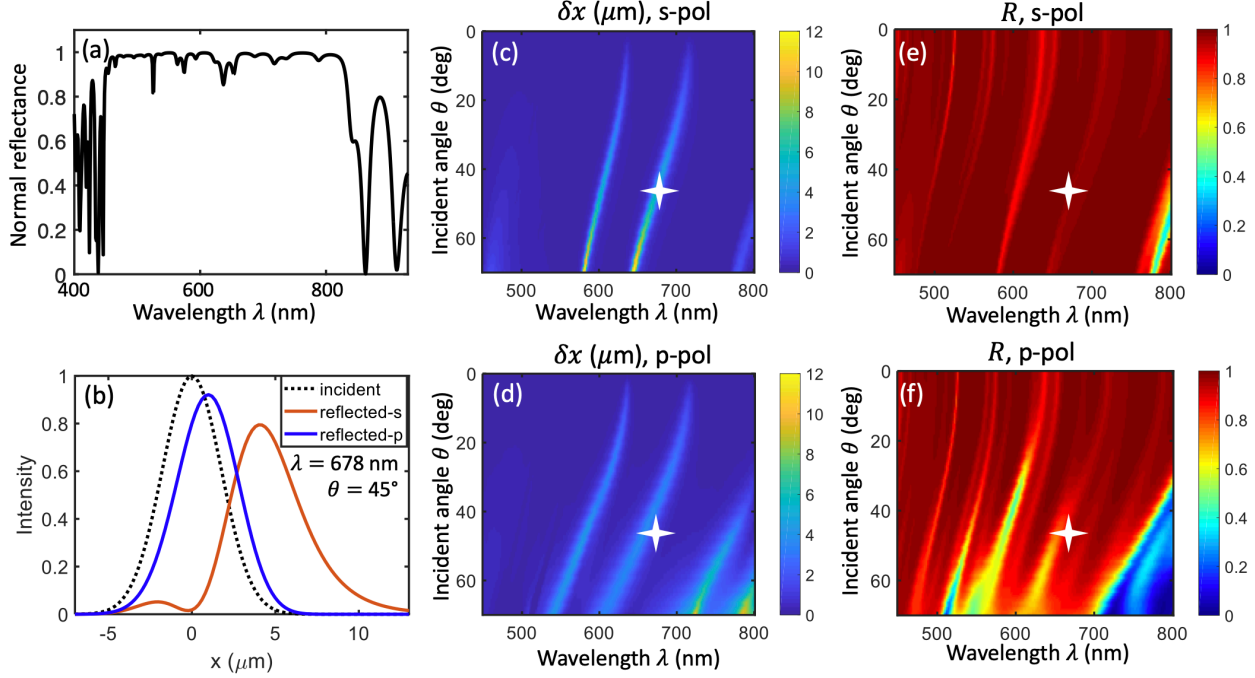 (a)
Normal reflectance
1
0.8
0.6
0.4
0.2
0
400
600
800
Wavelength λ (nm)
(b)
Intensity
1
0.8
0.6
0.4
0.2
0
-5
0
5
10
x (μm)
incident
reflected-s
reflected-p
λ = 678 nm
θ = 45°
δx (μm), s-pol
(c)
Incident angle θ (deg)
0
20
40
60
500
600
700
800
Wavelength λ (nm)
12
10
8
6
4
2
0
δx (μm), p-pol
(d)
Incident angle θ (deg)
0
20
40
60
500
600
700
800
Wavelength λ (nm)
12
10
8
6
4
2
0
R, s-pol
(e)
Incident angle θ (deg)
0
20
40
60
500
600
700
800
Wavelength λ (nm)
1
0.8
0.6
0.4
0.2
0
R, p-pol
(f)
Incident angle θ (deg)
0
20
40
60
500
600
700
800
Wavelength λ (nm)
1
0.8
0.6
0.4
0.2
0